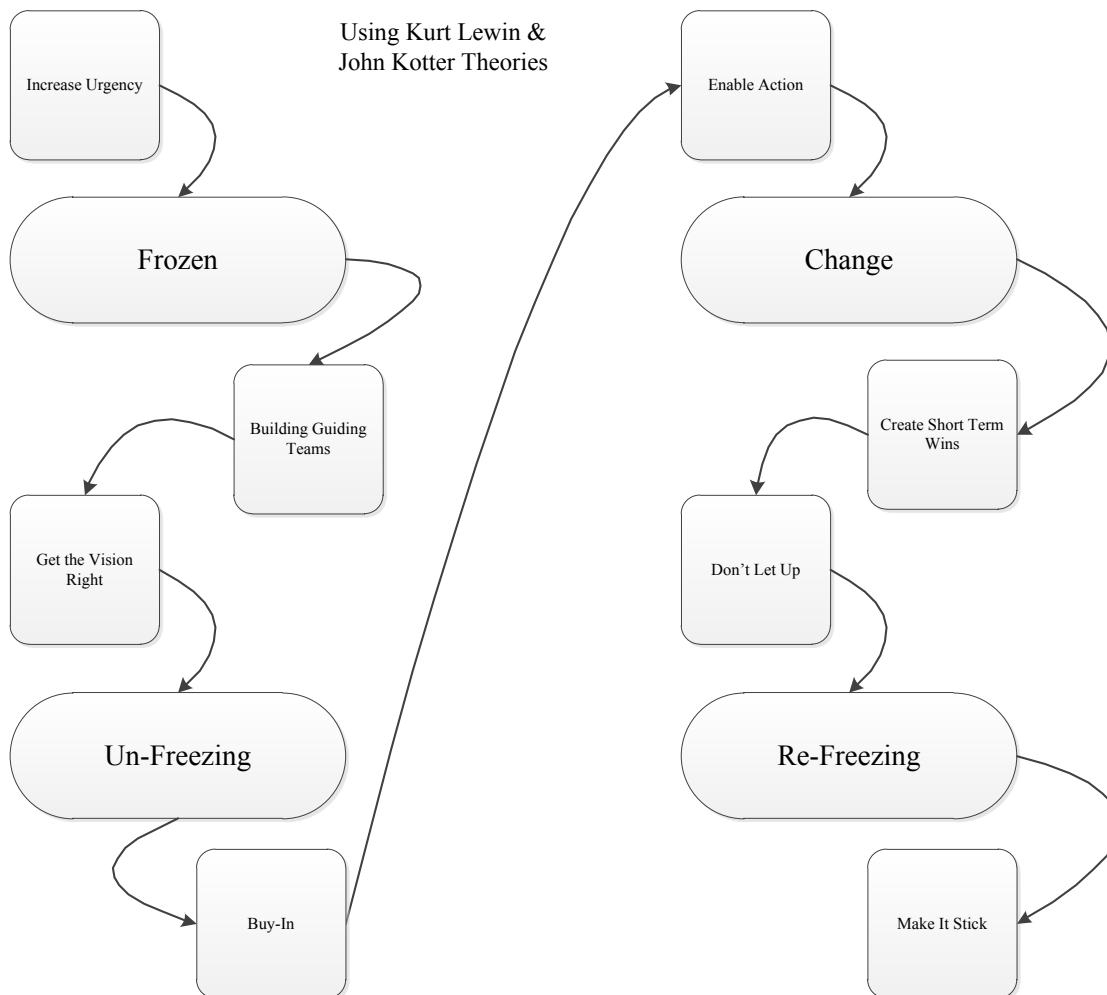 Using Kurt Lewin &
John Kotter Theories
Increase Urgency
Frozen
Building Guiding
Teams
Get the Vision
Right
Un-Freezing
Buy-In
Enable Action
Change
Create Short Term
Wins
Don’t Let Up
Re-Freezing
Make It Stick